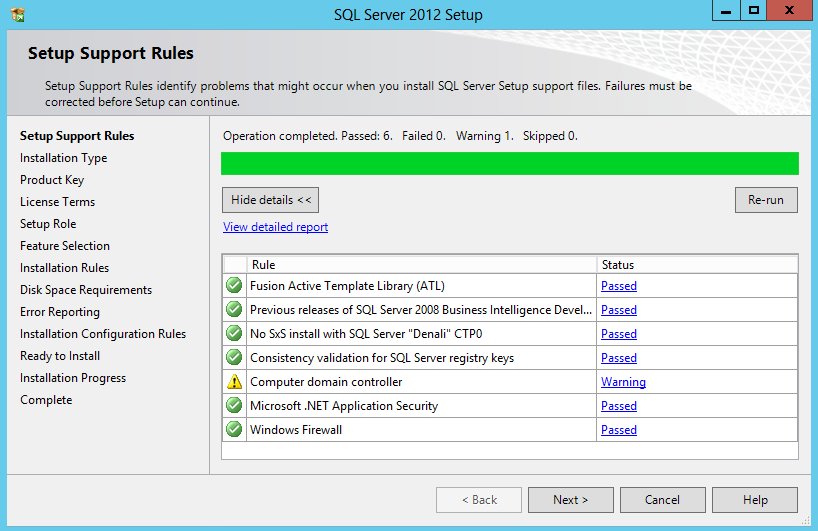 SQL Server 2012 Setup
Setup Support Rules
Setup Support Rules identify problems that might occur when you install SQL Server Setup support files. Failures must be
corrected before Setup can continue.
Setup Support Rules
Installation Type
Product Key
License Terms
Setup Role
Feature Selection
Installation Rules
Disk Space Requirements
Error Reporting
Installation Configuration Rules
Ready to Install
Installation Progress
Complete
Operation completed. Passed: 6. Failed 0. Warning 1. Skipped 0.
Hide details <<
Re-run
View detailed report
Rule Status
Fusion Active Template Library (ATL) Passed
Previous releases of SQL Server 2008 Business Intelligence Devel... Passed
No SxS install with SQL Server "Denali" CTP0 Passed
Consistency validation for SQL Server registry keys Passed
Computer domain controller Warning
Microsoft .NET Application Security Passed
Windows Firewall Passed
< Back Next > Cancel Help